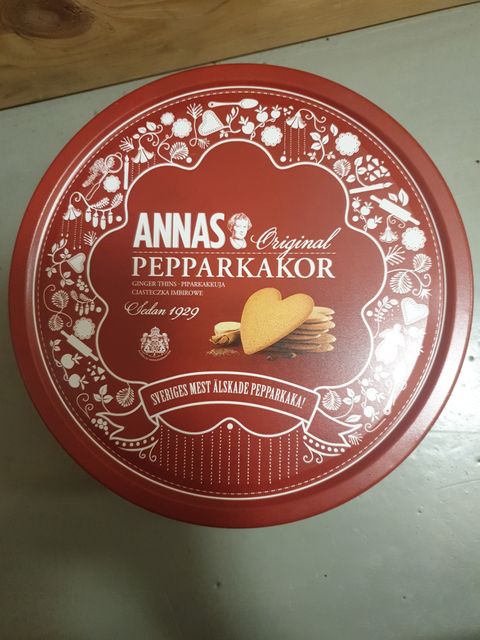 ANNAS Original
PEPPARKAKOR
GINGER THINS · PIPARKAKKUJA
CIASTECZKA IMBIROWE
Sedan 1929
SVERIGES MEST ÄLSKADE PEPPARKAKA!